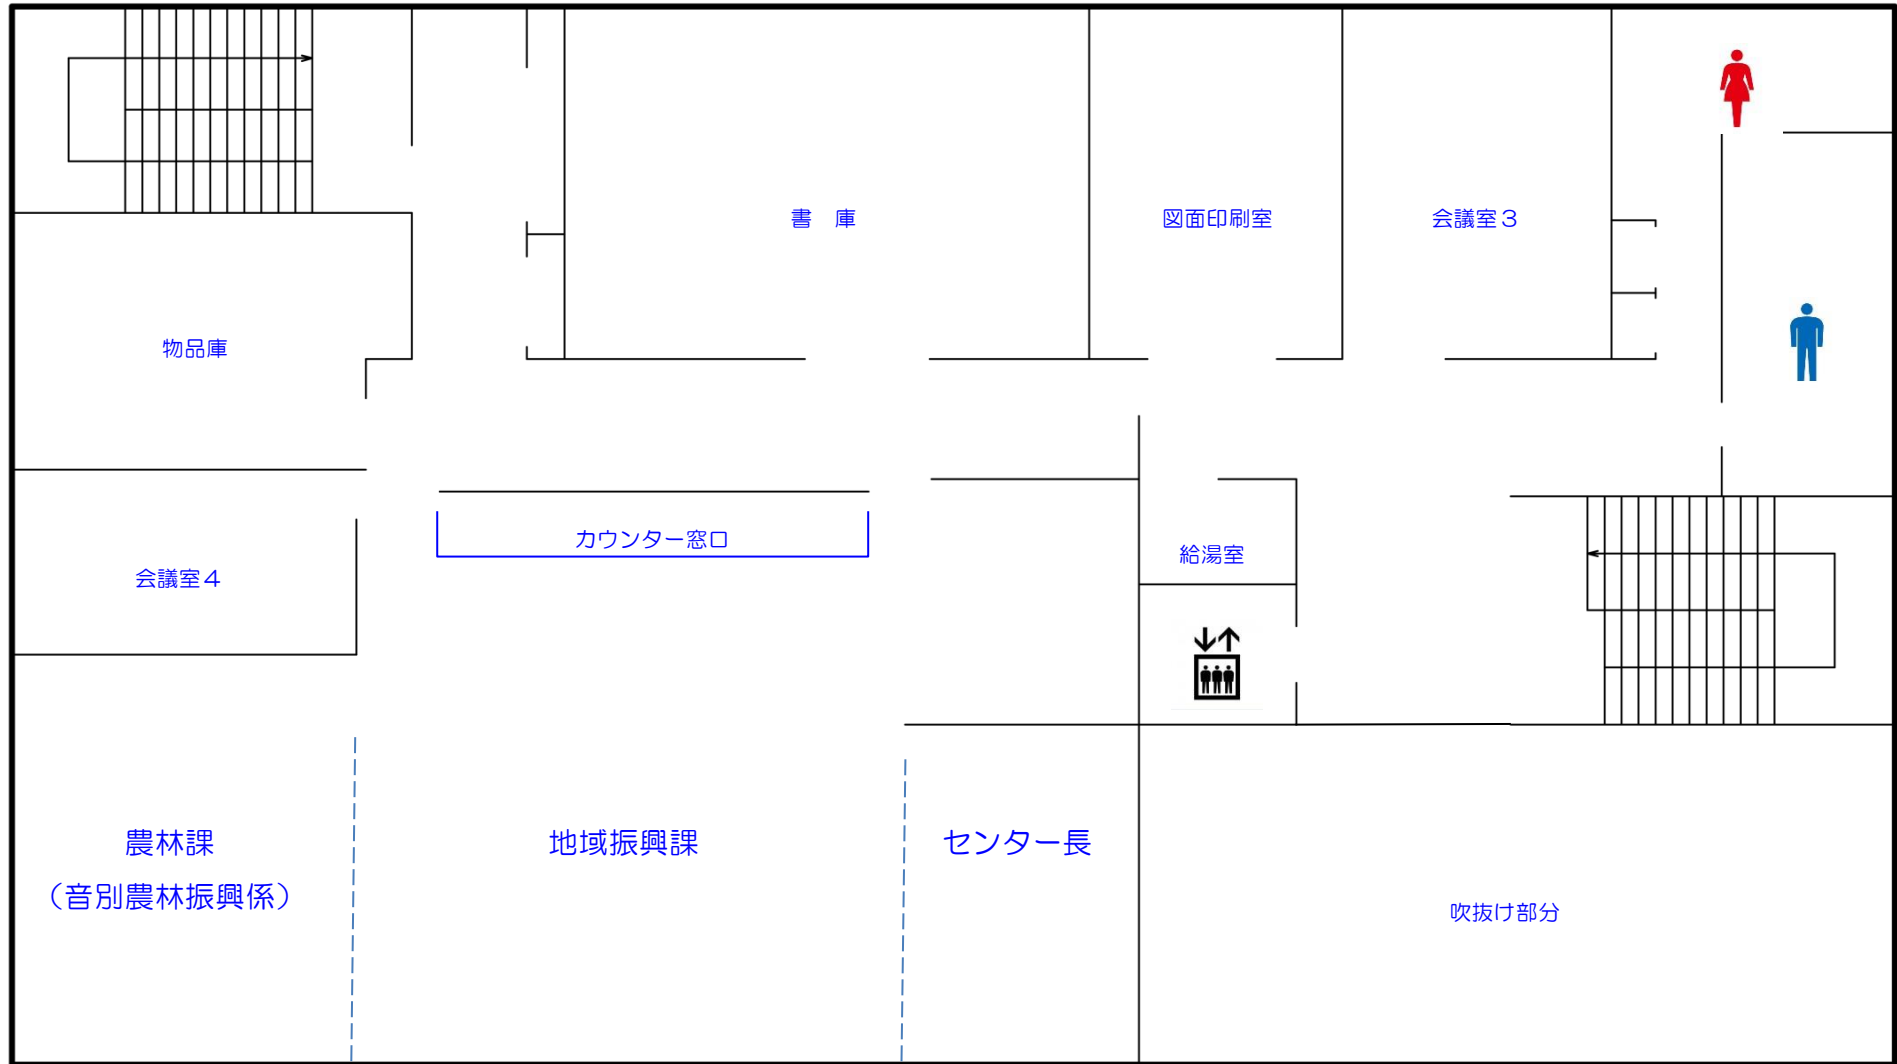 書　庫
図面印刷室
会議室３
物品庫
カウンター窓口
給湯室
会議室４
農林課
（音別農林振興係）
地域振興課
センター長
吹抜け部分